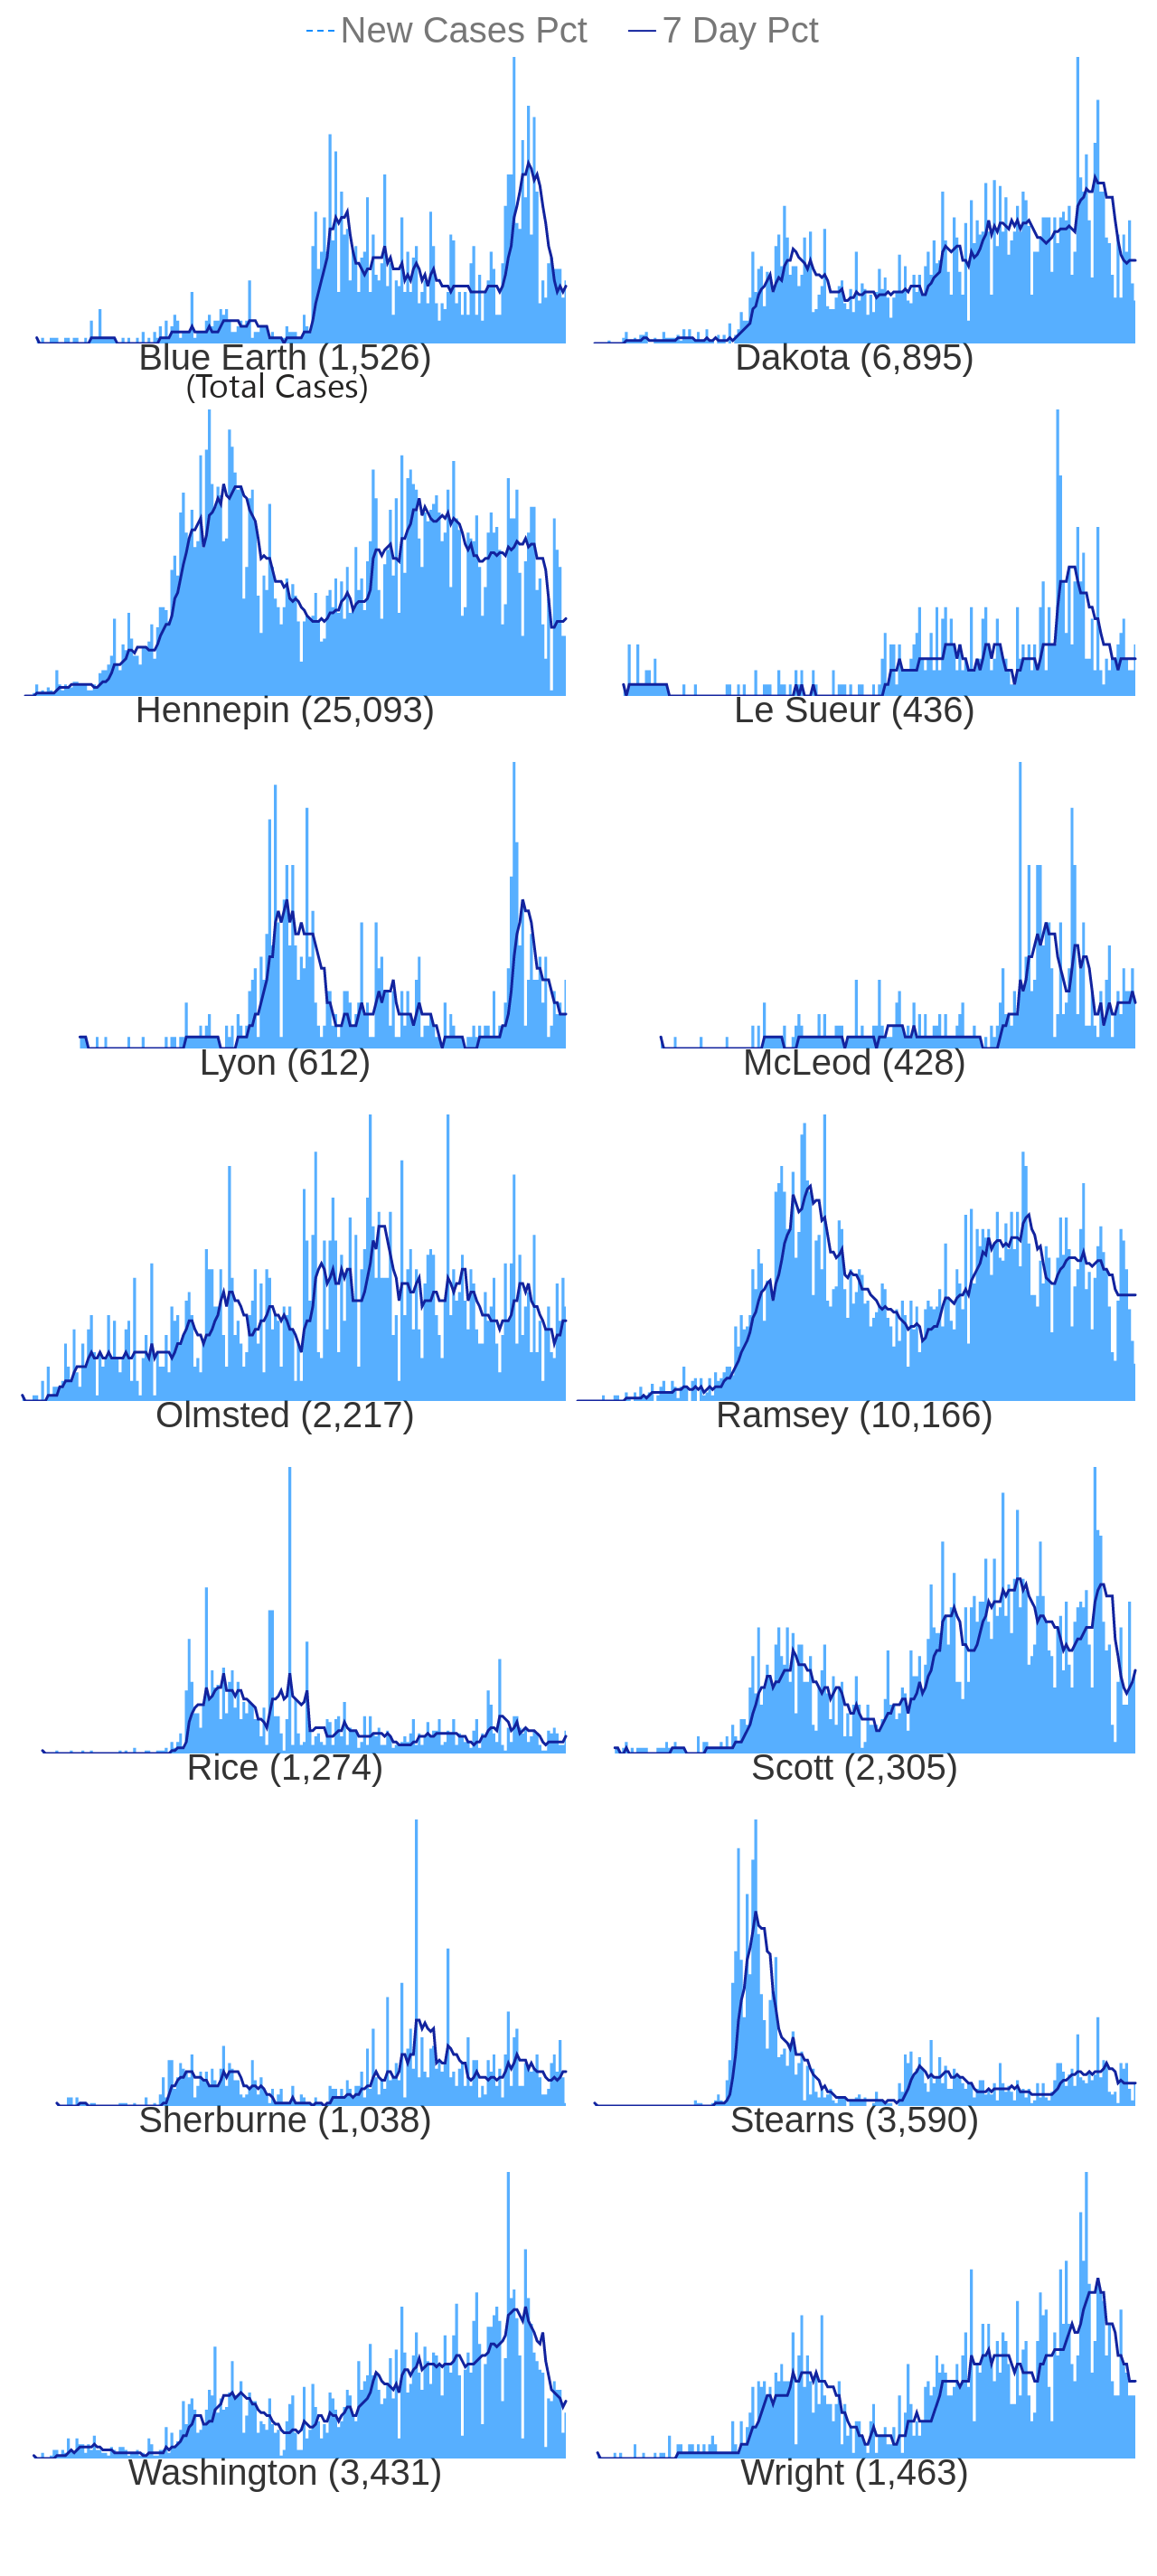 New Cases Pct 7 Day Pct
Blue Earth (1,526) Dakota (6,895)
(Total Cases)
Hennepin (25,093) Le Sueur (436)
Lyon (612) McLeod (428)
Olmsted (2,217) Ramsey (10,166)
Rice (1,274) Scott (2,305)
Sherburne (1,038) Stearns (3,590)
Washington (3,431) Wright (1,463)